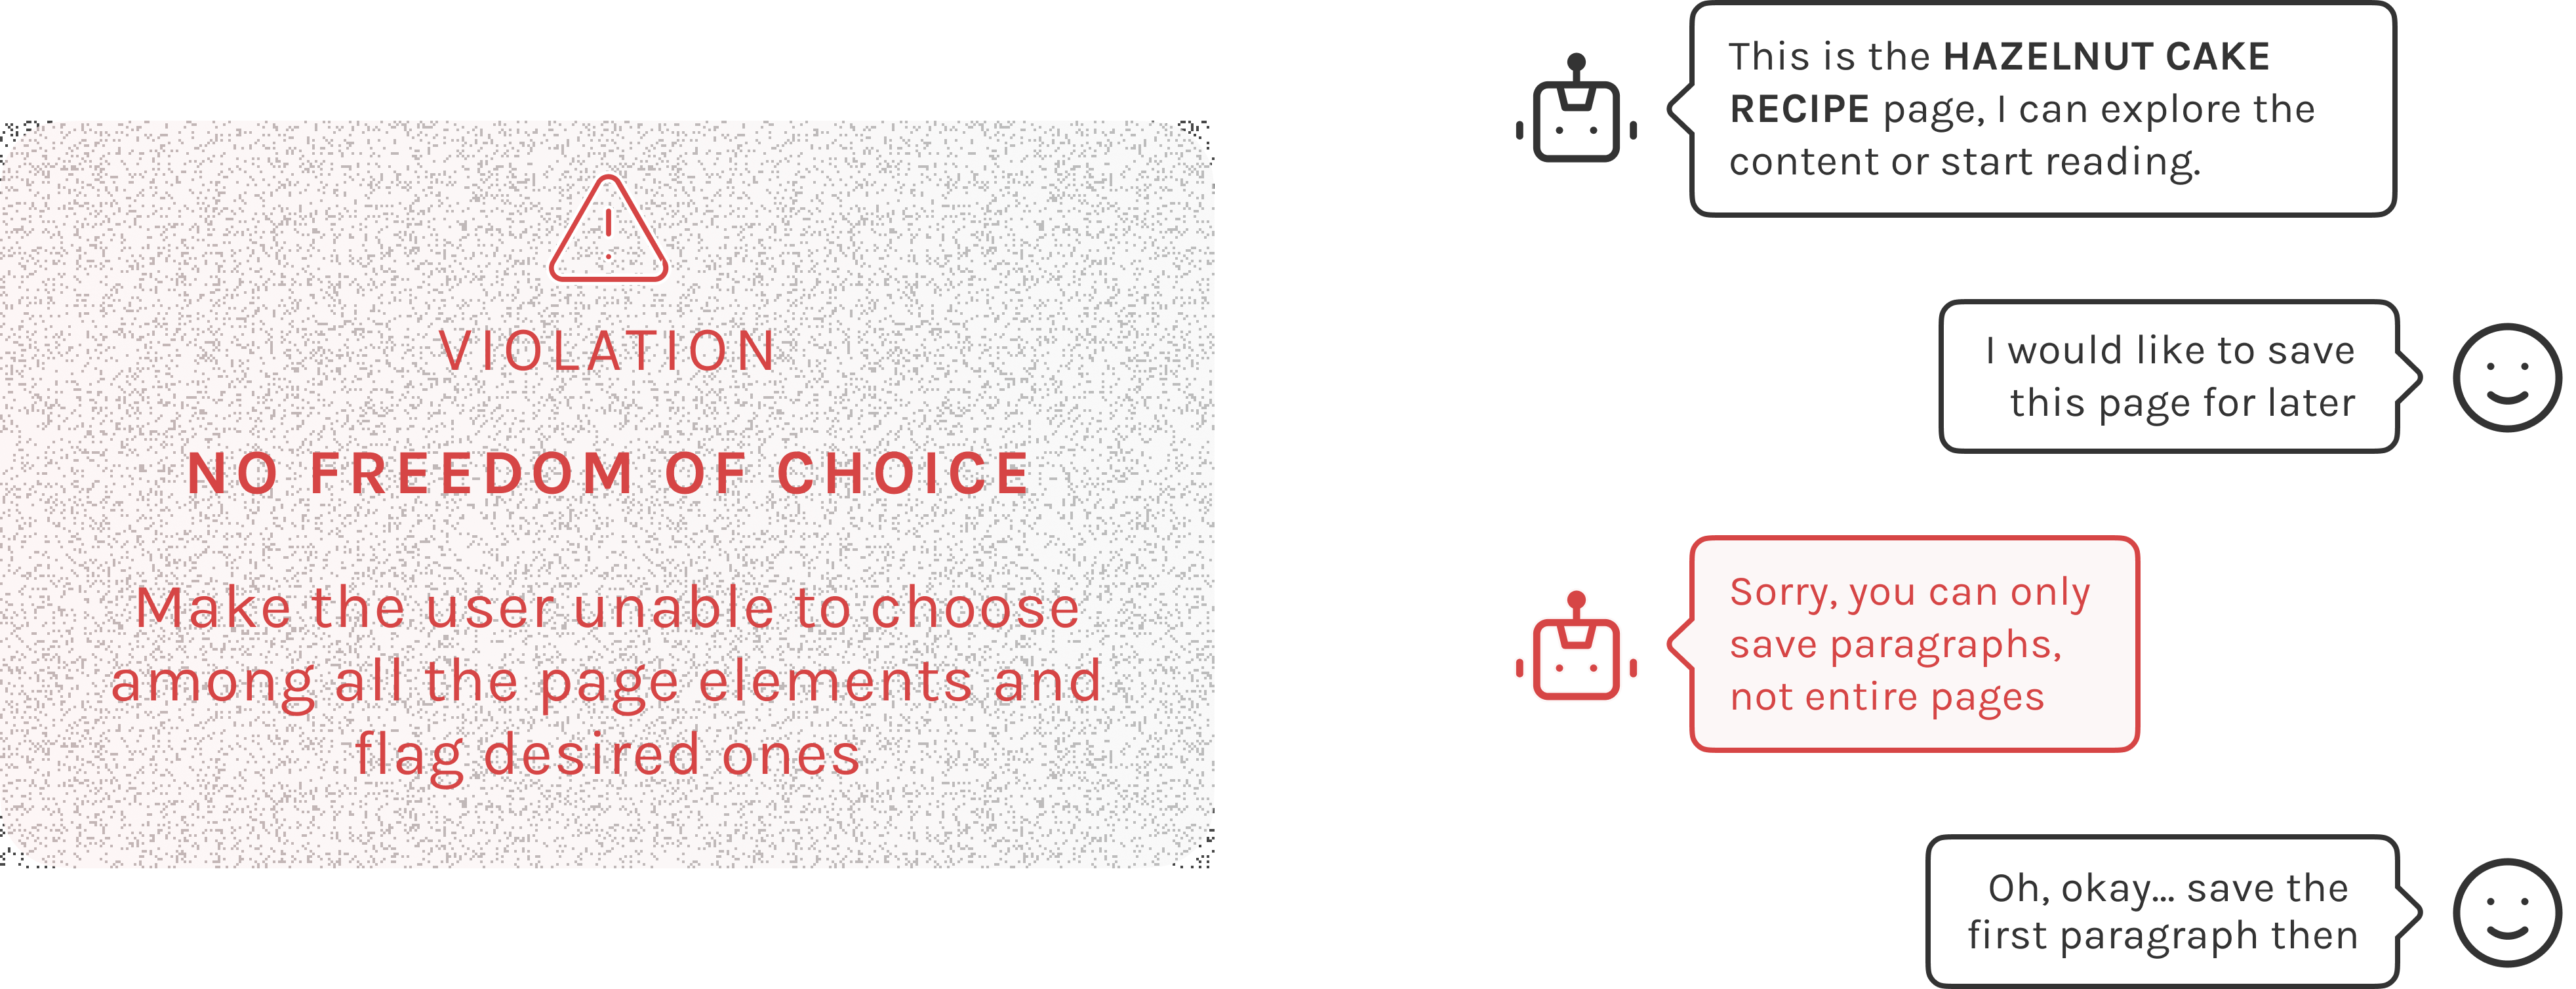 VIOLATION
NO FREEDOM OF CHOICE
Make the user unable to choose
among all the page elements and
flag desired ones
This is the HAZELNUT CAKE
RECIPE page, I can explore the
content or start reading.
I would like to save
this page for later
Sorry, you can only
save paragraphs,
not entire pages
Oh, okay... save the
first paragraph then